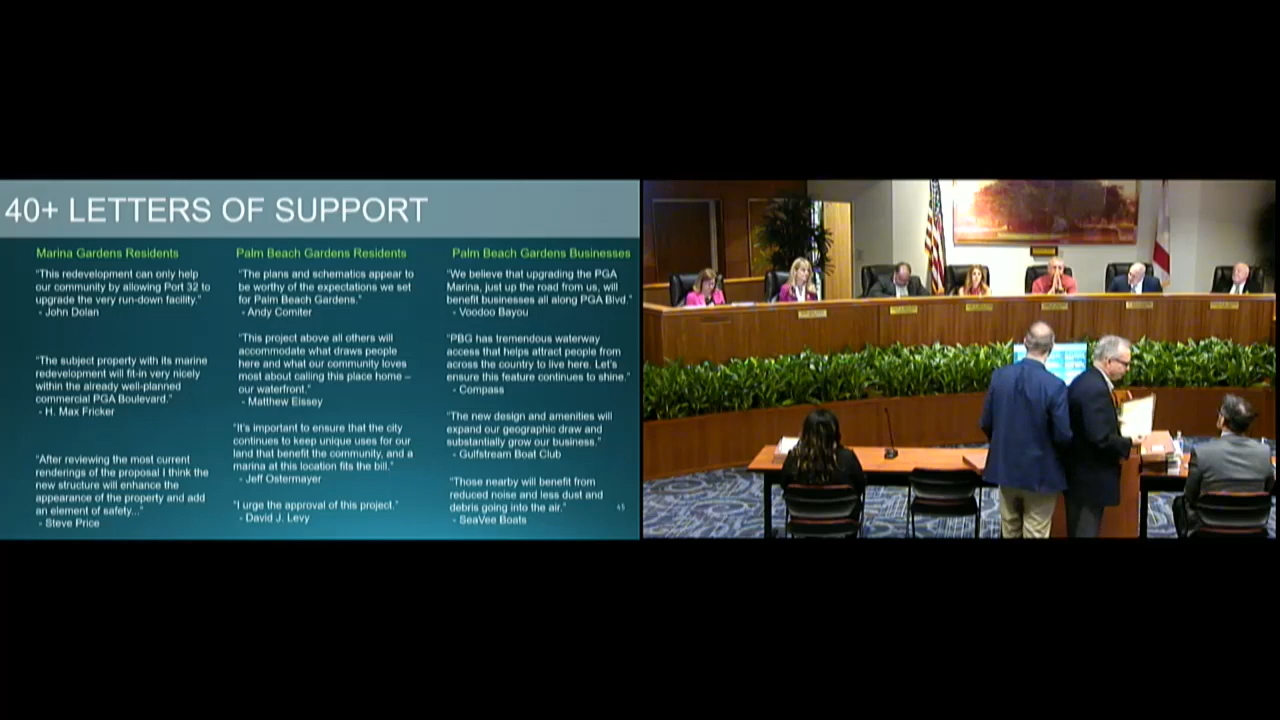 40+ LETTERS OF SUPPORT
Marina Gardens Residents
"This redevelopment can only help
our community by allowing Port 32 to
upgrade the very run-down facility."
- John Dolan
"The subject property with its marine
redevelopment will fit-in very nicely
within the already well-planned
commercial PGA Boulevard."
- H. Max Fricker
"After reviewing the most current
renderings of the proposal I think the
new structure will enhance the
appearance of the property and add
an element of safety..."
- Steve Price
Palm Beach Gardens Residents
"The plans and schematics appear to
be worthy of the expectations we set
for Palm Beach Gardens."
- Andy Comiter
"This project above all others will
accommodate what draws people
here and what our community loves
most about calling this place home –
our waterfront."
- Matthew Eissey
"It's important to ensure that the city
continues to keep unique uses for our
land that benefit the community, and a
marina at this location fits the bill."
- Jeff Ostermayer
"I urge the approval of this project."
- David J. Levy
Palm Beach Gardens Businesses
"We believe that upgrading the PGA
Marina, just up the road from us, will
benefit businesses all along PGA Blvd."
- Voodoo Bayou
"PBG has tremendous waterway
access that helps attract people from
across the country to live here. Let's
ensure this feature continues to shine."
- Compass
"The new design and amenities will
expand our geographic draw and
substantially grow our business."
- Gulfstream Boat Club
"Those nearby will benefit from
reduced noise and less dust and
debris going into the air."
- SeaVee Boats